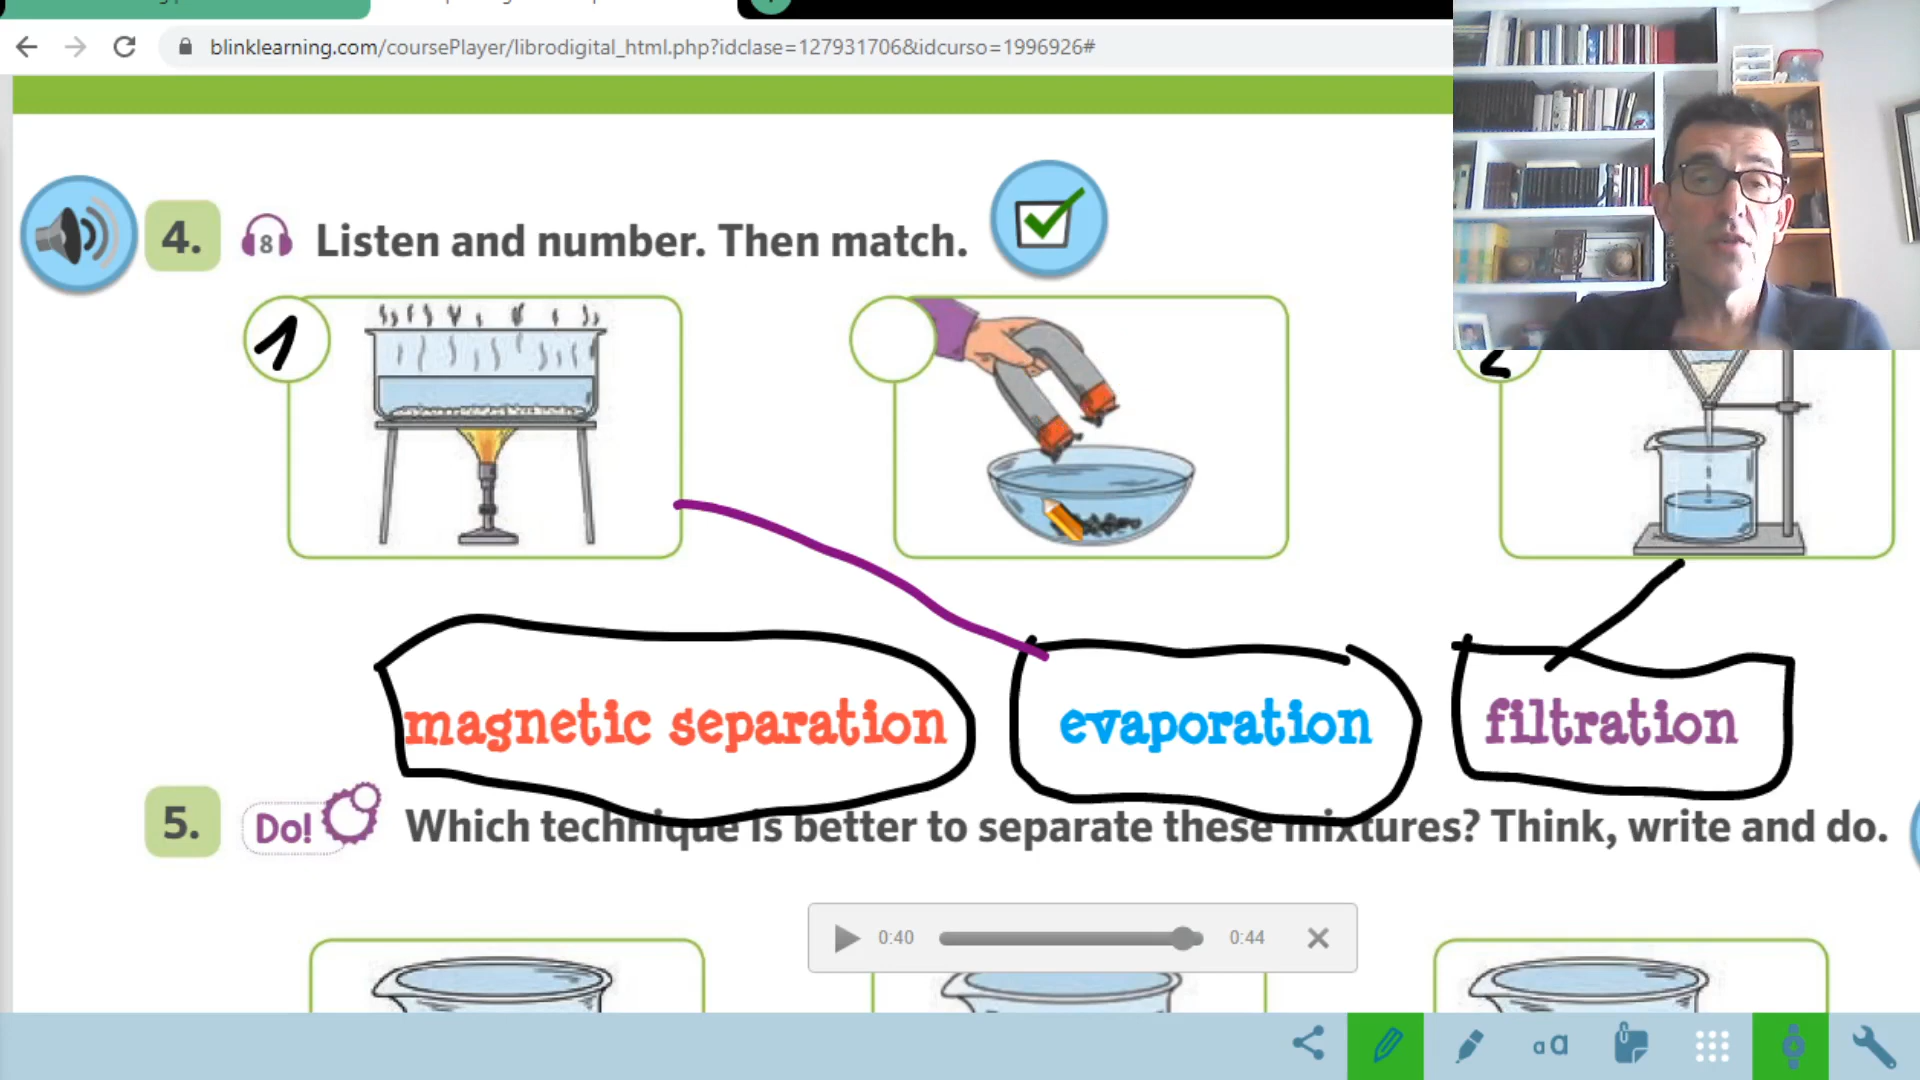 blinklearning.com/coursePlayer/librodigital_html.php?idclase=127931706&idcurso=1996926#
4. 8 Listen and number. Then match.
1
2
magnetic separation evaporation filtration
5. Do! Which technique is better to separate these mixtures? Think, write and do.
0:40 0:44
aa